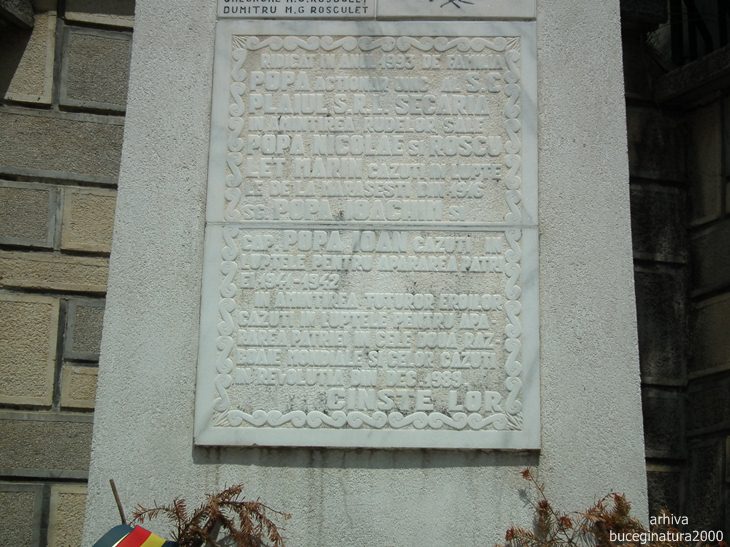 GHEORGHE M.G. ROSCULET
DUMITRU M.G ROSCULET
RIDICAT IN ANUL 1993 DE FAMILIA
POPA ACTIONAR UNIC AL S.C
PLAIUL S.R.L. SECARIA
IN AMINTIREA RUDELOR SALE
POPA NICOLAE SI ROSCU
LET MARIN CAZUTI IN LUPTE
LE DE LA MARASESTI DIN 1916
SG. POPA IOACHIM SI
CAP. POPA IOAN CAZUTI IN
LUPTELE PENTRU APARAREA PATRI
EI 1941-1942
IN AMINTIREA TUTUROR EROILOR
CAZUTI IN LUPTELE PENTRU APA
RAREA PATRIEI IN CELE DOUA RAZ
BOAIE MONDIALE SI CELOR CAZUTI
IN REVOLUTIA DIN DEC. 1989
CINSTE LOR
arhiva
buceginatura2000